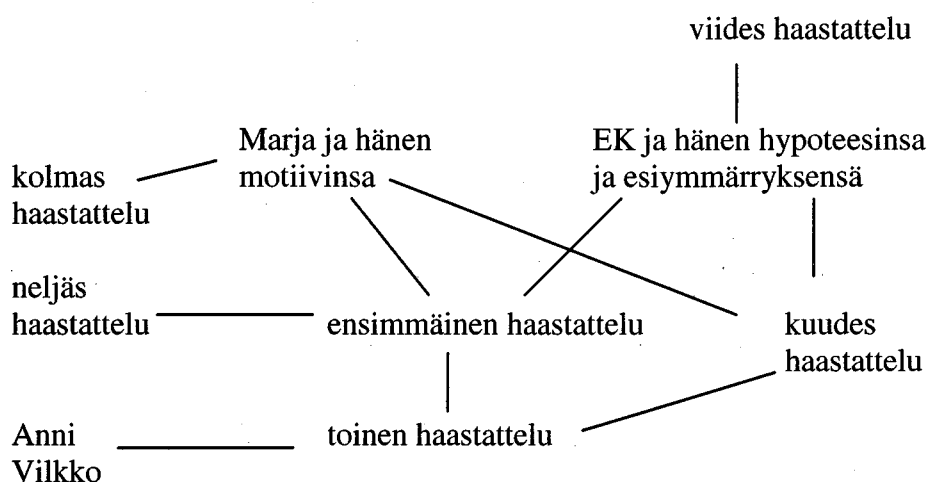 viides haastattelu
Marja ja hänen
motiivinsa
EK ja hänen hypoteesinsa
ja esiymmärryksensä
kolmas
haastattelu
neljäs
haastattelu
ensimmäinen haastattelu
kuudes
haastattelu
Anni
Vilkko
toinen haastattelu